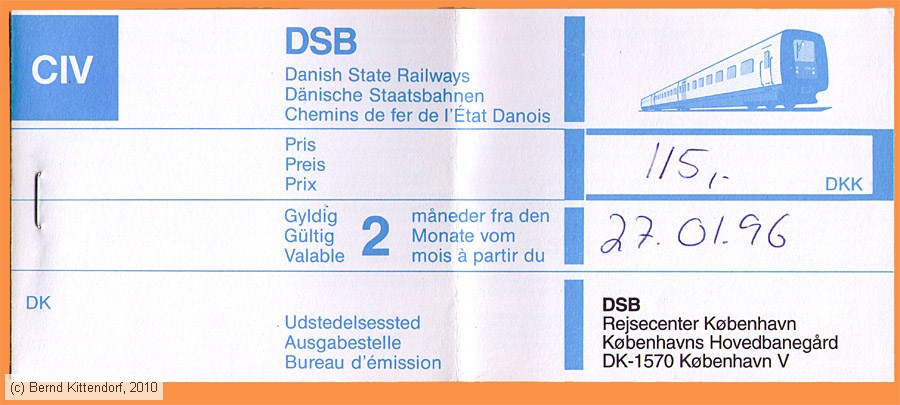 CIV
DSB
Danish State Railways
Dänische Staatsbahnen
Chemins de fer de l'État Danois
Pris
Preis
Prix
115,-
DKK
Gyldig
Gültig
Valable
2
måneder fra den
Monate vom
mois à partir du
27.01.96
DK
Udstedelsessted
Ausgabestelle
Bureau d'émission
DSB
Rejsecenter København
Københavns Hovedbanegård
DK-1570 København V
(c) Bernd Kittendorf, 2010